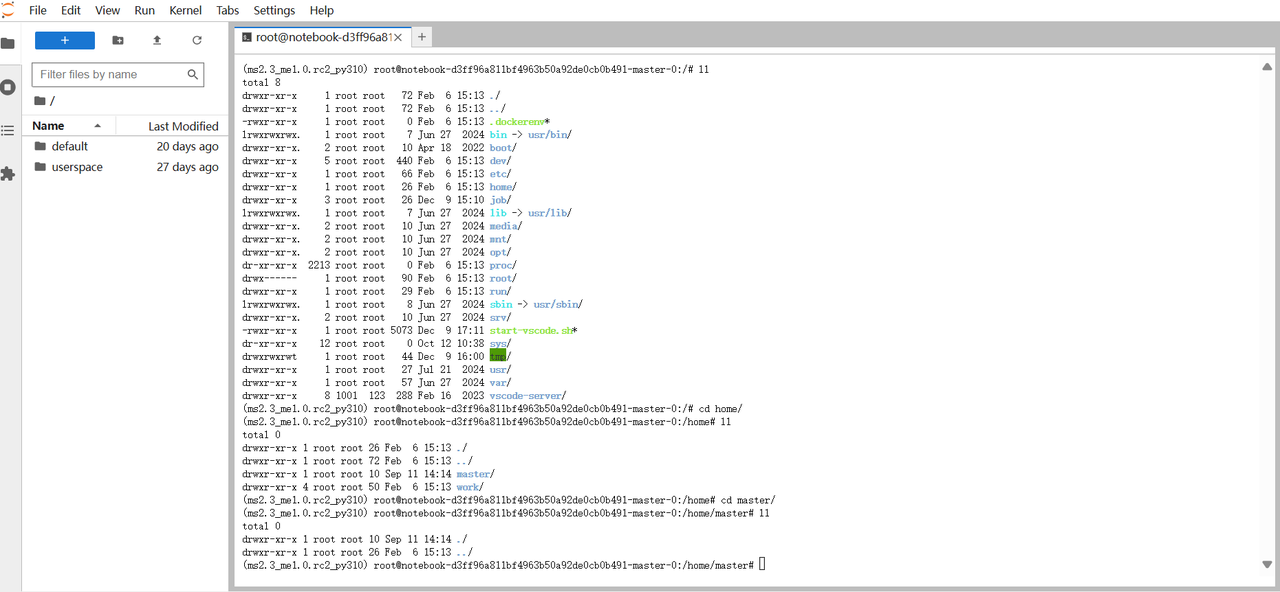 File Edit View Run Kernel Tabs Settings Help
+
Filter files by name
/
Name Last Modified
default 20 days ago
userspace 27 days ago
root@notebook-d3ff96a81 × +
(ms2.3_me1.0.rc2_py310) root@notebook-d3ff96a811bf4963b50a92de0cb0b491-master-0:/# ll
total 8
drwxr-xr-x 1 root root 72 Feb 6 15:13 ./
drwxr-xr-x 1 root root 72 Feb 6 15:13 ../
-rwxr-xr-x 1 root root 0 Feb 6 15:13 .dockerenv*
lrwxrwxrwx. 1 root root 7 Jun 27 2024 bin -> usr/bin/
drwxr-xr-x. 2 root root 10 Apr 18 2022 boot/
drwxr-xr-x 5 root root 440 Feb 6 15:13 dev/
drwxr-xr-x 1 root root 66 Feb 6 15:13 etc/
drwxr-xr-x 1 root root 26 Feb 6 15:13 home/
drwxr-xr-x 3 root root 26 Dec 9 15:10 job/
lrwxrwxrwx. 1 root root 7 Jun 27 2024 lib -> usr/lib/
drwxr-xr-x. 2 root root 10 Jun 27 2024 media/
drwxr-xr-x. 2 root root 10 Jun 27 2024 mnt/
drwxr-xr-x. 2 root root 10 Jun 27 2024 opt/
dr-xr-xr-x 2213 root root 0 Feb 6 15:13 proc/
drwx------ 1 root root 90 Feb 6 15:13 root/
drwxr-xr-x 1 root root 29 Feb 6 15:13 run/
lrwxrwxrwx. 1 root root 8 Jun 27 2024 sbin -> usr/sbin/
drwxr-xr-x. 2 root root 10 Jun 27 2024 srv/
-rwxr-xr-x 1 root root 5073 Dec 9 17:11 start-vscode.sh*
dr-xr-xr-x 12 root root 0 Oct 12 10:38 sys/
drwxrwxrwt 1 root root 44 Dec 9 16:00 tmp/
drwxr-xr-x 1 root root 27 Jul 21 2024 usr/
drwxr-xr-x 1 root root 57 Jun 27 2024 var/
drwxr-xr-x 8 1001 123 288 Feb 16 2023 vscode-server/
(ms2.3_me1.0.rc2_py310) root@notebook-d3ff96a811bf4963b50a92de0cb0b491-master-0:/# cd home/
(ms2.3_me1.0.rc2_py310) root@notebook-d3ff96a811bf4963b50a92de0cb0b491-master-0:/home# ll
total 0
drwxr-xr-x 1 root root 26 Feb 6 15:13 ./
drwxr-xr-x 1 root root 72 Feb 6 15:13 ../
drwxr-xr-x 1 root root 10 Sep 11 14:14 master/
drwxr-xr-x 4 root root 50 Feb 6 15:13 work/
(ms2.3_me1.0.rc2_py310) root@notebook-d3ff96a811bf4963b50a92de0cb0b491-master-0:/home# cd master/
(ms2.3_me1.0.rc2_py310) root@notebook-d3ff96a811bf4963b50a92de0cb0b491-master-0:/home/master# ll
total 0
drwxr-xr-x 1 root root 10 Sep 11 14:14 ./
drwxr-xr-x 1 root root 26 Feb 6 15:13 ../
(ms2.3_me1.0.rc2_py310) root@notebook-d3ff96a811bf4963b50a92de0cb0b491-master-0:/home/master#